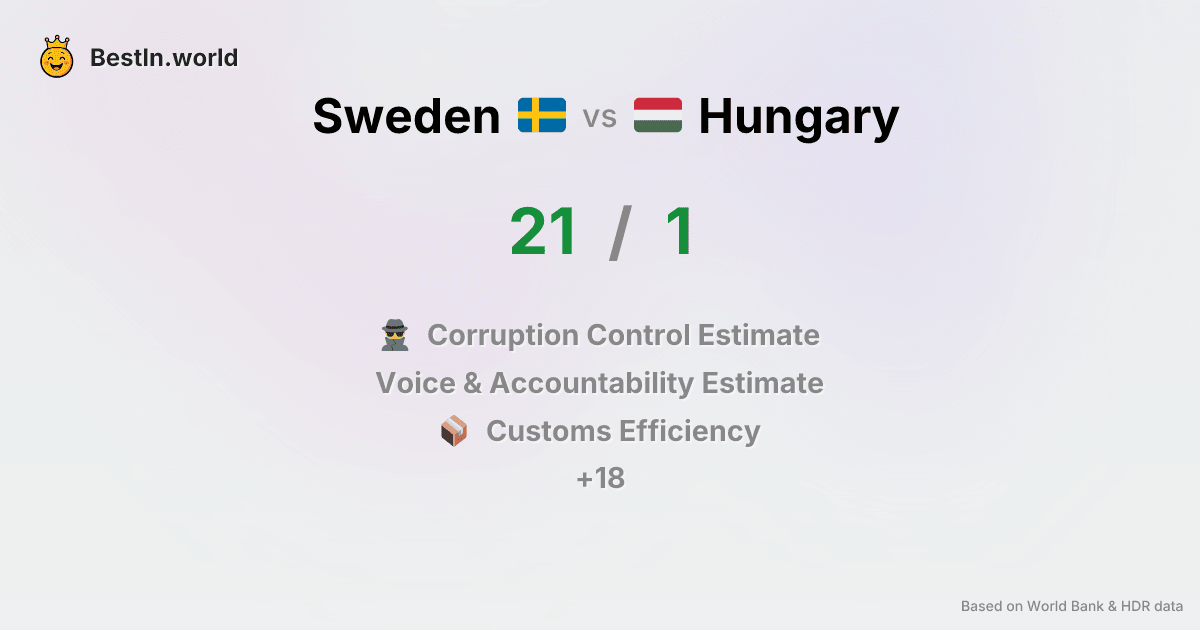 BestIn.world
Sweden vs Hungary
21 / 1
Corruption Control Estimate
Voice & Accountability Estimate
Customs Efficiency
+18
Based on World Bank & HDR data